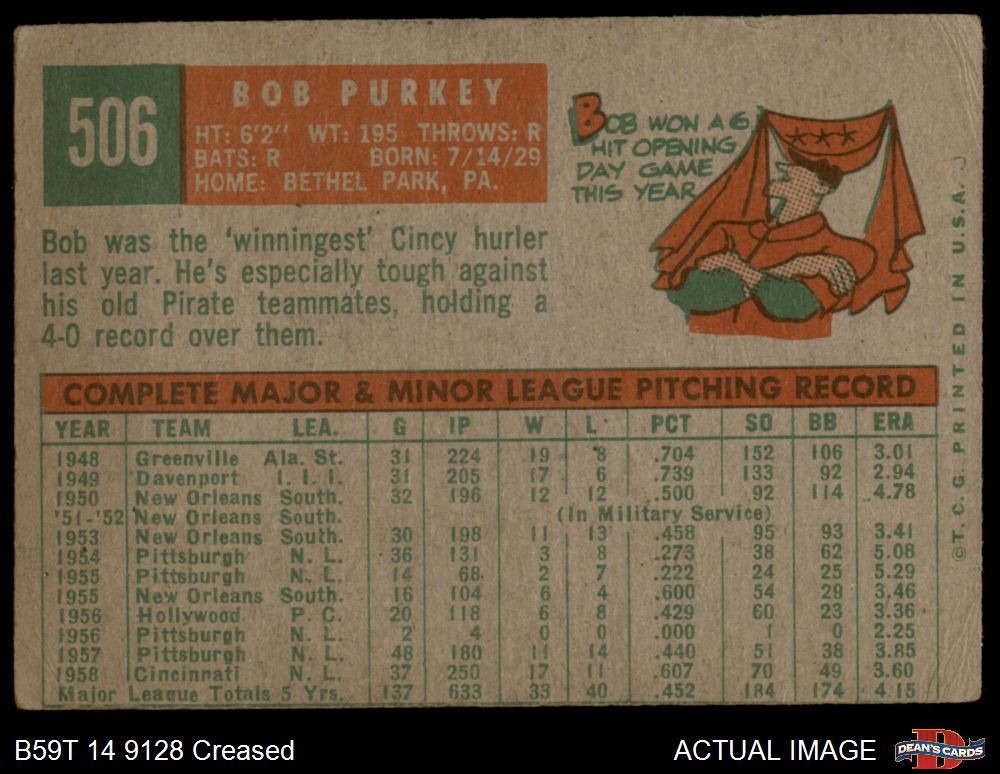 506
BOB PURKEY
HT: 6'2" WT: 195 THROWS: R
BATS: R BORN: 7/14/29
HOME: BETHEL PARK, PA.
BOB WON A 6
HIT OPENING
DAY GAME
THIS YEAR
Bob was the 'winningest' Cincy hurler
last year. He's especially tough against
his old Pirate teammates, holding a
4-0 record over them.
COMPLETE MAJOR & MINOR LEAGUE PITCHING RECORD
YEAR TEAM LEA. G IP W L PCT SO BB ERA
1948 Greenville Ala. St. 31 224 19 8 .704 152 106 3.01
1949 Davenport I. I. I. 31 205 17 6 .739 133 92 2.94
1950 New Orleans South. 32 196 12 12 .500 92 114 4.78
'51-'52 New Orleans South. (In Military Service)
1953 New Orleans South. 30 198 11 13 .458 95 93 3.41
1954 Pittsburgh N. L. 36 131 3 8 .273 38 62 5.08
1955 Pittsburgh N. L. 14 68 2 7 .222 24 25 5.29
1955 New Orleans South. 16 104 6 4 .600 54 29 3.46
1956 Hollywood P. C. 20 118 6 8 .429 60 23 3.36
1956 Pittsburgh N. L. 2 4 0 0 .000 1 0 2.25
1957 Pittsburgh N. L. 48 180 11 14 .440 51 38 3.85
1958 Cincinnati N. L. 37 250 17 11 .607 70 49 3.60
Major League Totals 5 Yrs. 137 633 33 40 .452 184 174 4.15
©T. C. G. PRINTED IN U.S.A.
B59T 14 9128 Creased
ACTUAL IMAGE
D
DEAN'S CARDS